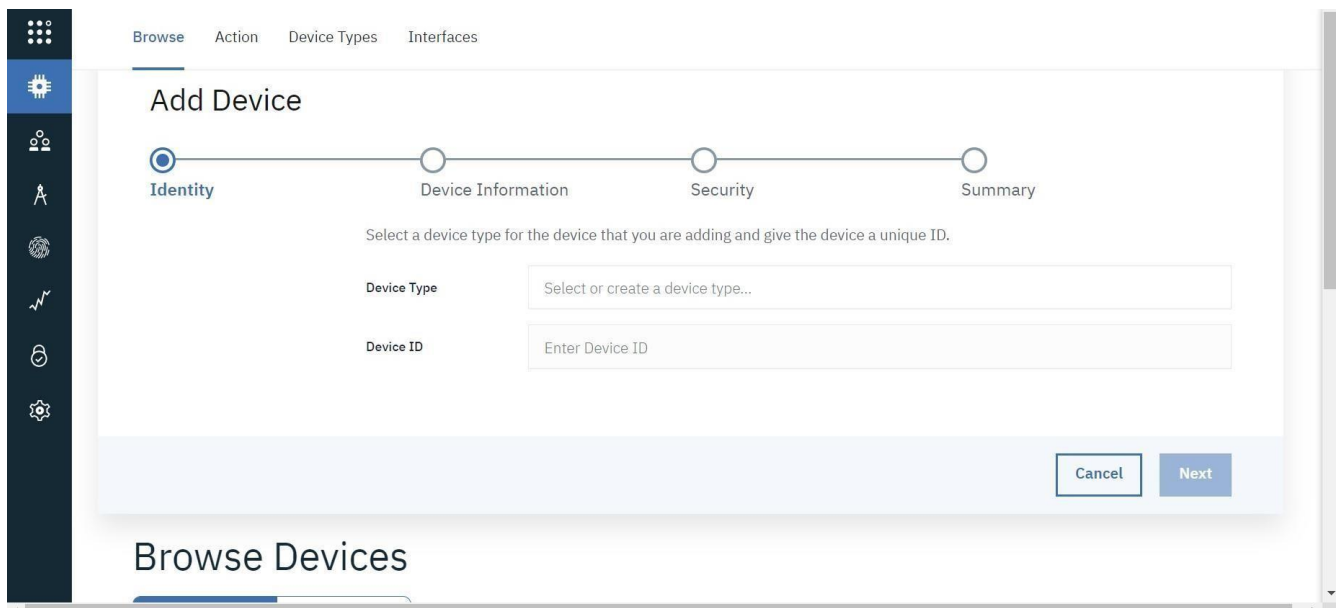 Browse Action Device Types Interfaces
Add Device
Identity Device Information Security Summary
Select a device type for the device that you are adding and give the device a unique ID.
Device Type Select or create a device type...
Device ID Enter Device ID
Cancel Next
Browse Devices